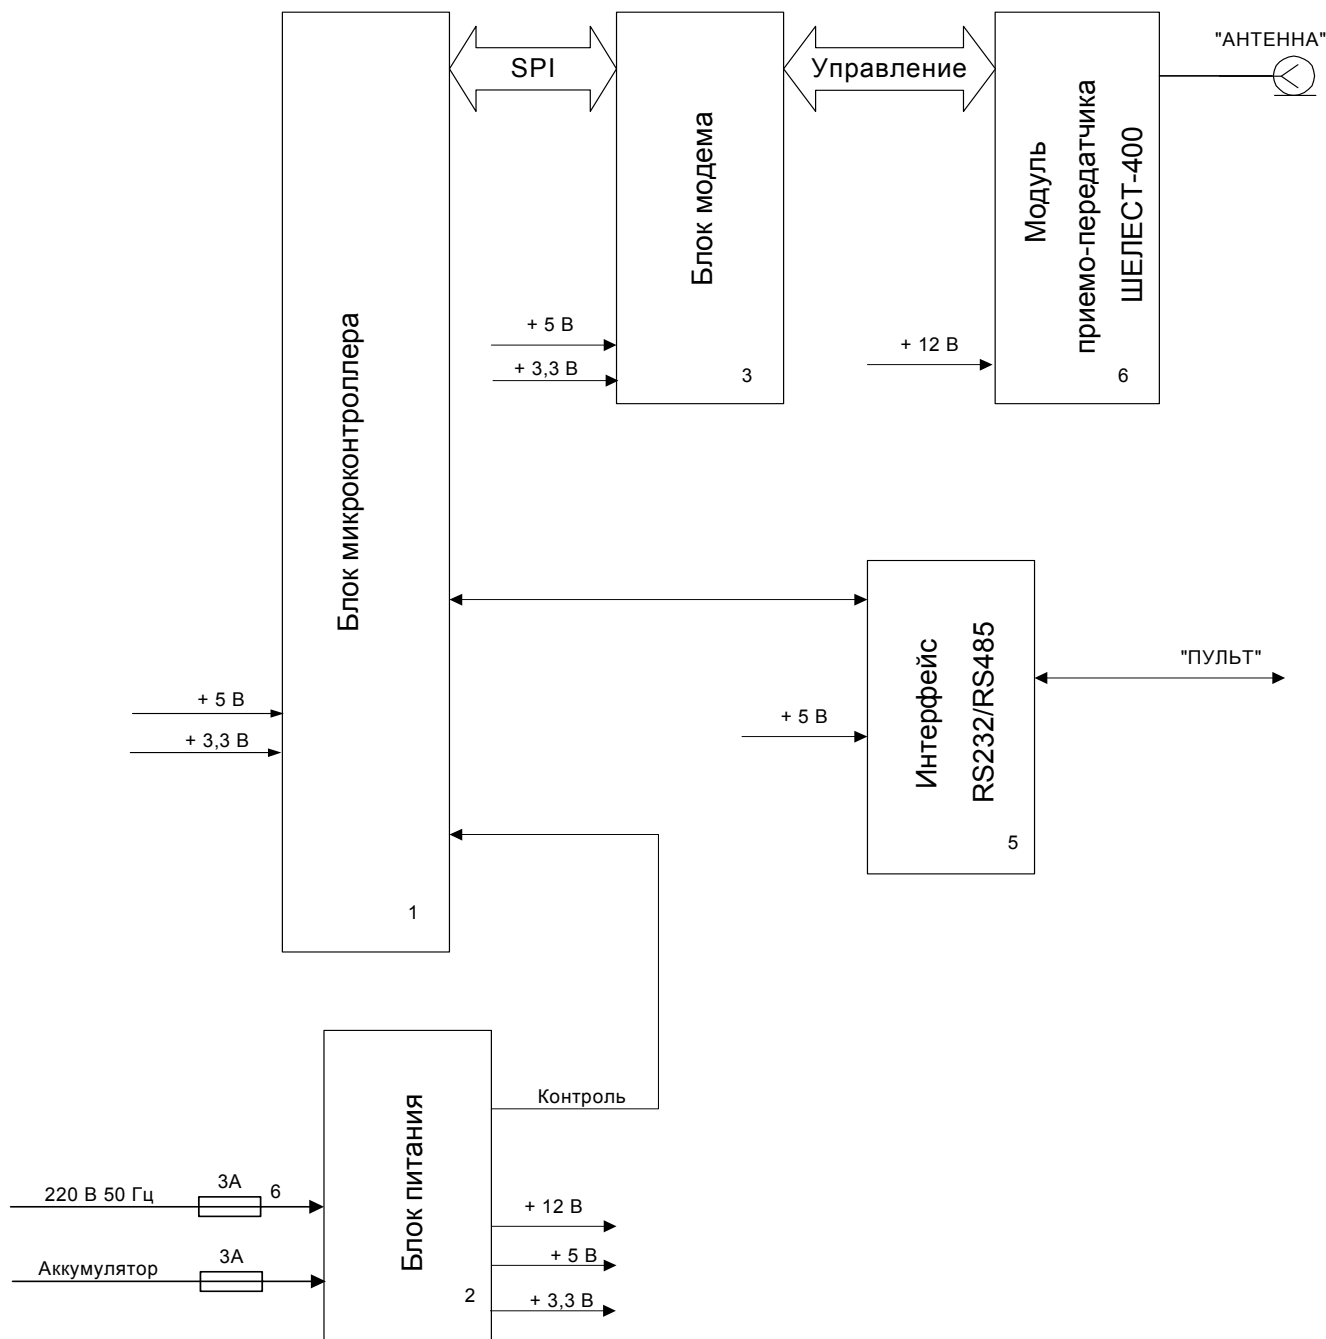 "АНТЕННА"
SPI
Управление
Блок микроконтроллера
1
Блок модема
3
Модуль
приемо-передатчика
ШЕЛЕСТ-400
6
+ 5 В
+ 3,3 В
+ 12 В
Интерфейс
RS232/RS485
5
"ПУЛЬТ"
+ 5 В
+ 3,3 В
+ 5 В
Блок питания
2
Контроль
220 В 50 Гц
3А
6
Аккумулятор
3А
+ 12 В
+ 5 В
+ 3,3 В